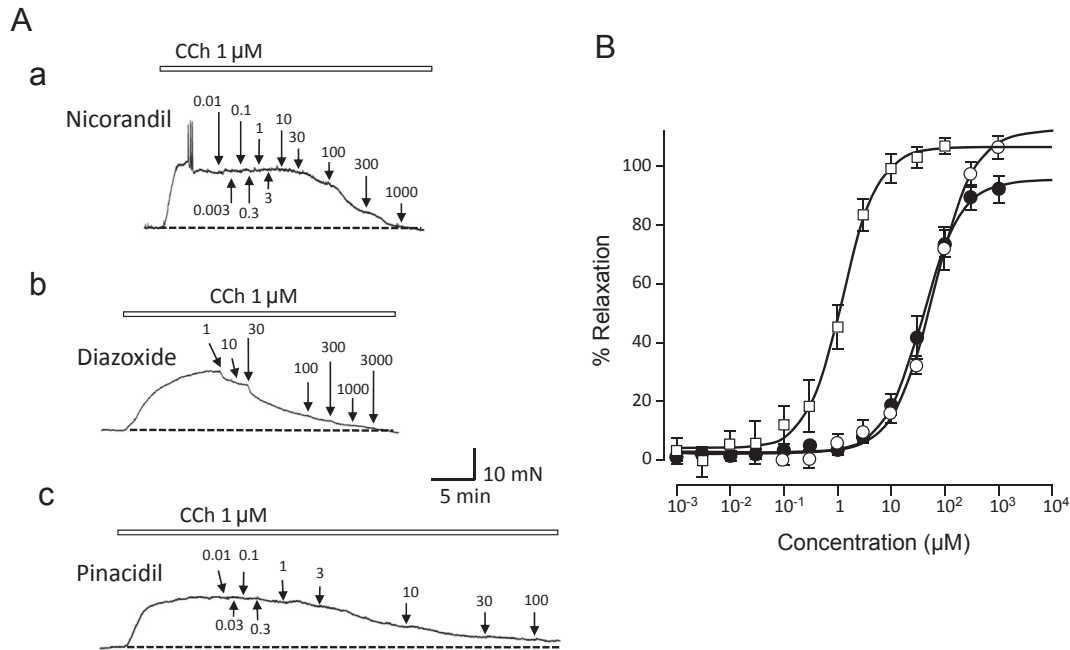 A
CCh 1 µM
a
Nicorandil
0.01
0.1
1
10
30
100
300
1000
0.003
0.3
3
b
CCh 1 µM
Diazoxide
1
10
30
100
300
1000
3000
10 mN
5 min
c
CCh 1 µM
Pinacidil
0.01
0.1
1
3
10
30
100
0.03
0.3
B
% Relaxation
100
80
60
40
20
0
10⁻³ 10⁻² 10⁻¹ 1 10¹ 10² 10³ 10⁴
Concentration (µM)